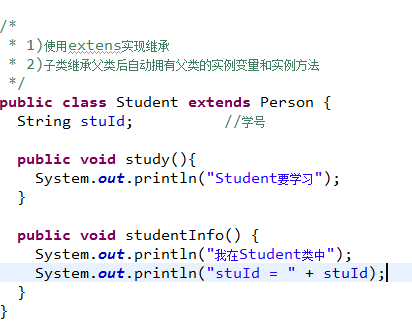 /*
 * 1)使用extens实现继承
 * 2)子类继承父类后自动拥有父类的实例变量和实例方法
 */
public class Student extends Person {
  String stuId;          //学号

  public void study(){
    System.out.println("Student要学习");
  }

  public void studentInfo() {
    System.out.println("我在Student类中");
    System.out.println("stuId = " + stuId);
  }
}